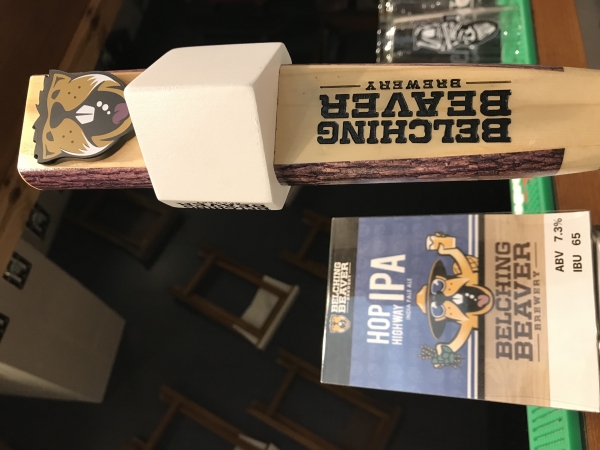 BELCHING
BEAVER
BREWERY
BELCHING
BEAVER
HOP
HIGHWAY
IPA
INDIA PALE ALE
BELCHING
BEAVER
BREWERY
ABV 7.3%
IBU 65